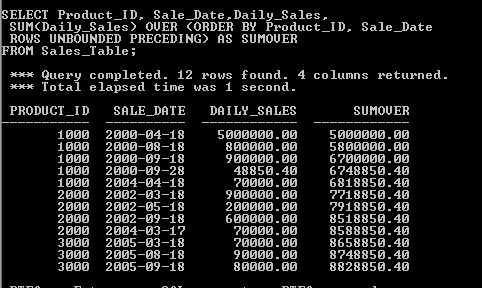 SELECT Product_ID, Sale_Date,Daily_Sales,
SUM(Daily_Sales) OVER (ORDER BY Product_ID, Sale_Date
ROWS UNBOUNDED PRECEDING) AS SUMOVER
FROM Sales_Table;
*** Query completed. 12 rows found. 4 columns returned.
*** Total elapsed time was 1 second.
PRODUCT_ID SALE_DATE DAILY_SALES SUMOVER
----------- ---------- ------------- -------------
1000 2000-04-18 5000000.00 5000000.00
1000 2000-08-18 800000.00 5800000.00
1000 2000-09-18 900000.00 6700000.00
1000 2000-09-28 48850.40 6748850.40
1000 2004-04-18 70000.00 6818850.40
2000 2002-03-18 900000.00 7718850.40
2000 2002-05-18 200000.00 7918850.40
2000 2002-09-18 600000.00 8518850.40
2000 2004-03-17 70000.00 8588850.40
3000 2005-03-18 70000.00 8658850.40
3000 2005-08-18 90000.00 8748850.40
3000 2005-09-18 80000.00 8828850.40